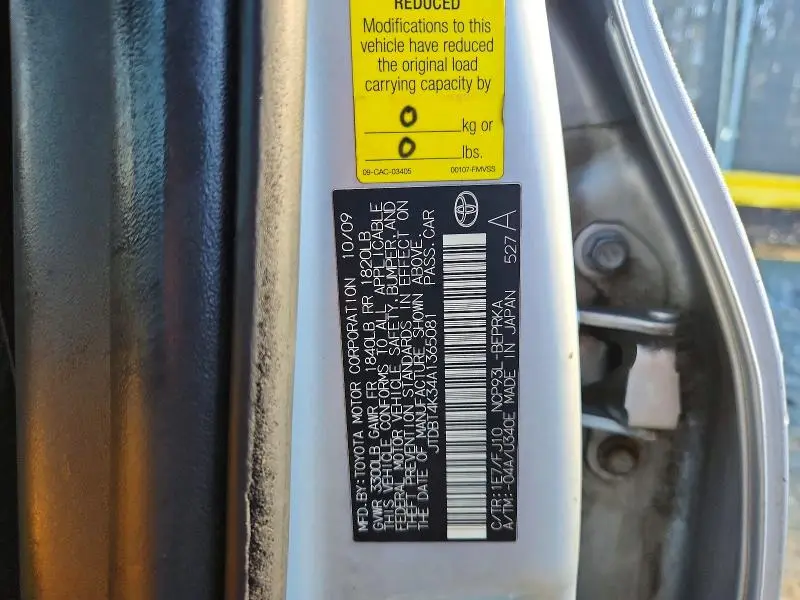 REDUCED
Modifications to this
vehicle have reduced
the original load
carrying capacity by
0 kg or
0 lbs.
09-CAC-03405 00107-FMVSS
MFD.BY:TOYOTA MOTOR CORPORATION 10/09
GVWR 3300LB GAWR FR 1840LB RR 1820LB
THIS VEHICLE CONFORMS TO ALL APPLICABLE
FEDERAL MOTOR VEHICLE SAFETY, BUMPER, AND
THEFT PREVENTION STANDARDS IN EFFECT ON
THE DATE OF MANUFACTURE SHOWN ABOVE.
JTDBT4K34A1365081 PASS.CAR
C/TR:1E7/FJ10 NCP93L-BEPRKA
A/TM:-04A/U340E MADE IN JAPAN 527A